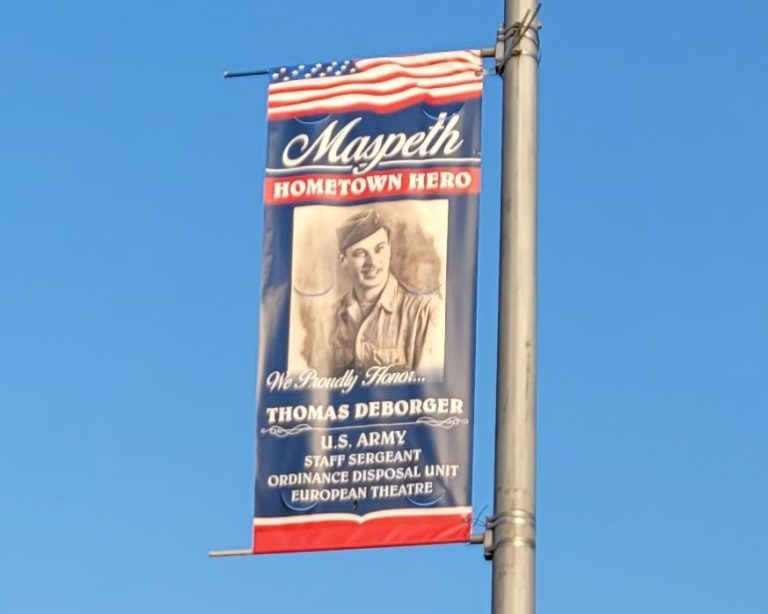 Maspeth
HOMETOWN HERO
We Proudly Honor...
THOMAS DEBORGER
U.S. ARMY
STAFF SERGEANT
ORDINANCE DISPOSAL UNIT
EUROPEAN THEATRE